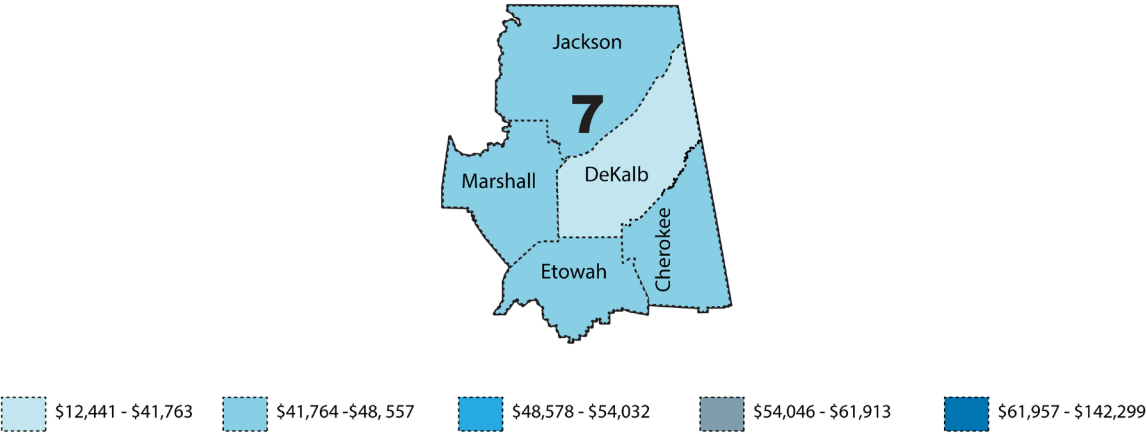 Jackson
7
DeKalb
Marshall
Cherokee
Etowah
$12,441 - $41,763
$41,764 -$48, 557
$48,578 - $54,032
$54,046 - $61,913
$61,957 - $142,299